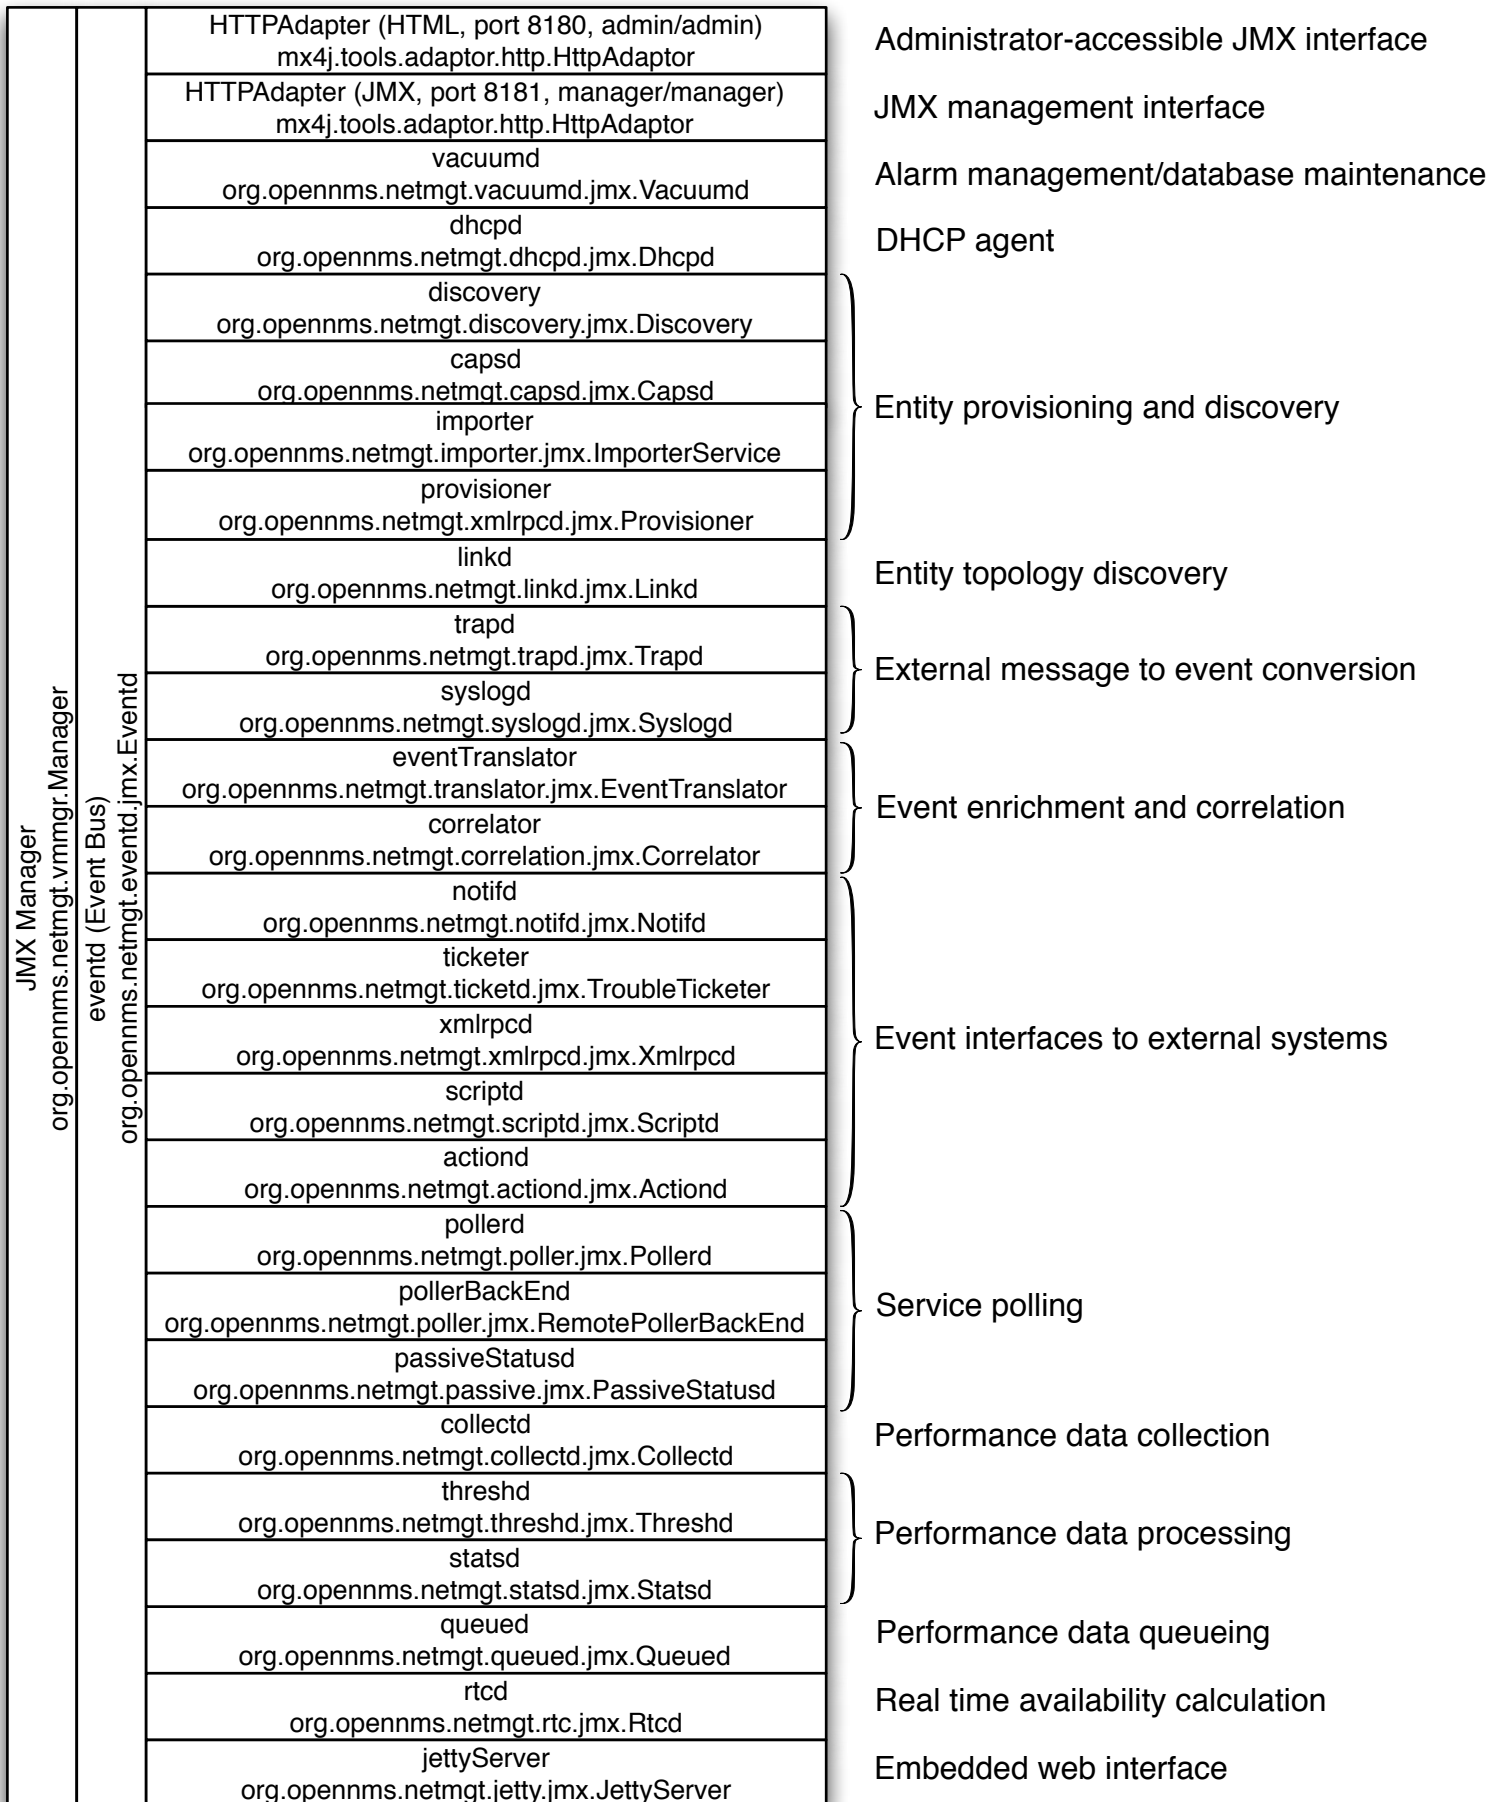 JMX Manager
org.opennms.netmgt.vmmgr.Manager
eventd (Event Bus)
org.opennms.netmgt.eventd.jmx.Eventd
HTTPAdapter (HTML, port 8180, admin/admin)
mx4j.tools.adaptor.http.HttpAdaptor
Administrator-accessible JMX interface
HTTPAdapter (JMX, port 8181, manager/manager)
mx4j.tools.adaptor.http.HttpAdaptor
JMX management interface
vacuumd
org.opennms.netmgt.vacuumd.jmx.Vacuumd
Alarm management/database maintenance
dhcpd
org.opennms.netmgt.dhcpd.jmx.Dhcpd
DHCP agent
discovery
org.opennms.netmgt.discovery.jmx.Discovery
capsd
org.opennms.netmgt.capsd.jmx.Capsd
importer
org.opennms.netmgt.importer.jmx.ImporterService
provisioner
org.opennms.netmgt.xmlrpcd.jmx.Provisioner
Entity provisioning and discovery
linkd
org.opennms.netmgt.linkd.jmx.Linkd
Entity topology discovery
trapd
org.opennms.netmgt.trapd.jmx.Trapd
syslogd
org.opennms.netmgt.syslogd.jmx.Syslogd
External message to event conversion
eventTranslator
org.opennms.netmgt.translator.jmx.EventTranslator
correlator
org.opennms.netmgt.correlation.jmx.Correlator
Event enrichment and correlation
notifd
org.opennms.netmgt.notifd.jmx.Notifd
ticketer
org.opennms.netmgt.ticketd.jmx.TroubleTicketer
xmlrpcd
org.opennms.netmgt.xmlrpcd.jmx.Xmlrpcd
scriptd
org.opennms.netmgt.scriptd.jmx.Scriptd
actiond
org.opennms.netmgt.actiond.jmx.Actiond
Event interfaces to external systems
pollerd
org.opennms.netmgt.poller.jmx.Pollerd
pollerBackEnd
org.opennms.netmgt.poller.jmx.RemotePollerBackEnd
passiveStatusd
org.opennms.netmgt.passive.jmx.PassiveStatusd
Service polling
collectd
org.opennms.netmgt.collectd.jmx.Collectd
Performance data collection
threshd
org.opennms.netmgt.threshd.jmx.Threshd
statsd
org.opennms.netmgt.statsd.jmx.Statsd
Performance data processing
queued
org.opennms.netmgt.queued.jmx.Queued
Performance data queueing
rtcd
org.opennms.netmgt.rtc.jmx.Rtcd
Real time availability calculation
jettyServer
org.opennms.netmgt.jetty.jmx.JettyServer
Embedded web interface